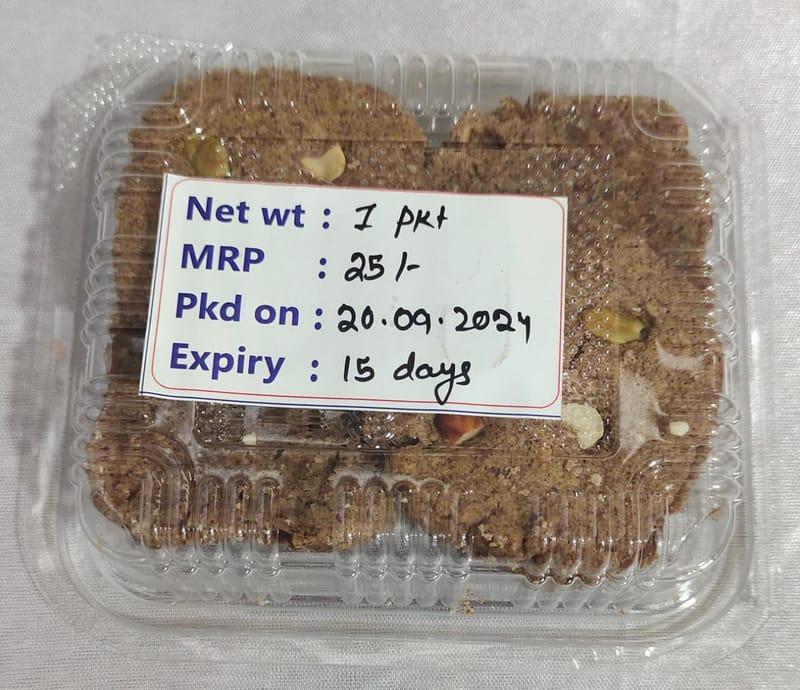 Net wt : 1 pkt
MRP : 25/-
Pkd on : 20.09.2024
Expiry : 15 days